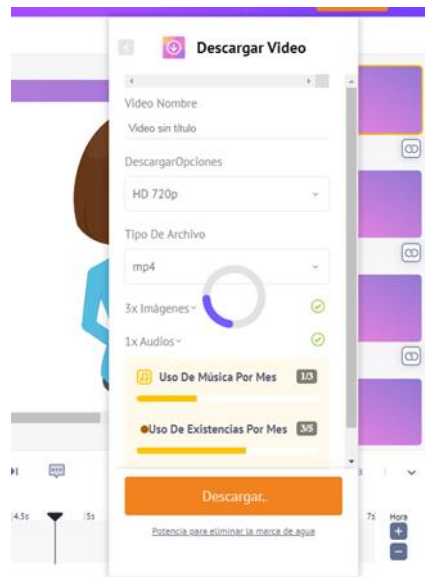 Descargar Video
Video Nombre
Video sin título
DescargarOpciones
HD 720p
Tipo De Archivo
mp4
3x Imágenes
1x Audios
Uso De Música Por Mes 1/3
Uso De Existencias Por Mes 3/5
Descargar..
4.5s 5s 7s Hora
Potencia para eliminar la marca de agua